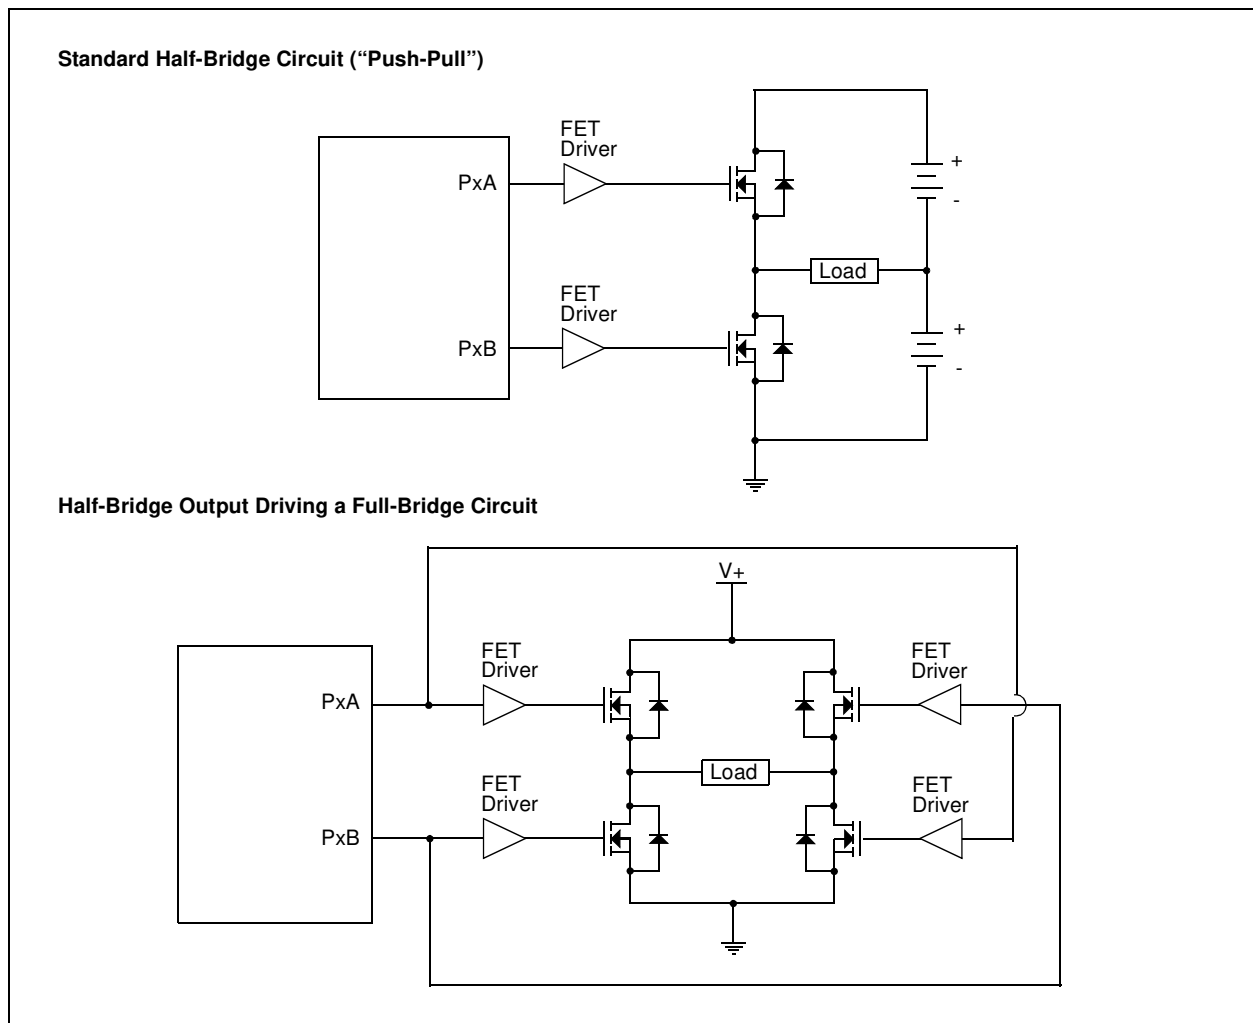 Standard Half-Bridge Circuit (“Push-Pull”)
FET
Driver
PxA
+
-
Load
FET
Driver
PxB
+
-
Half-Bridge Output Driving a Full-Bridge Circuit
V+
FET
Driver
FET
Driver
PxA
Load
FET
Driver
FET
Driver
PxB